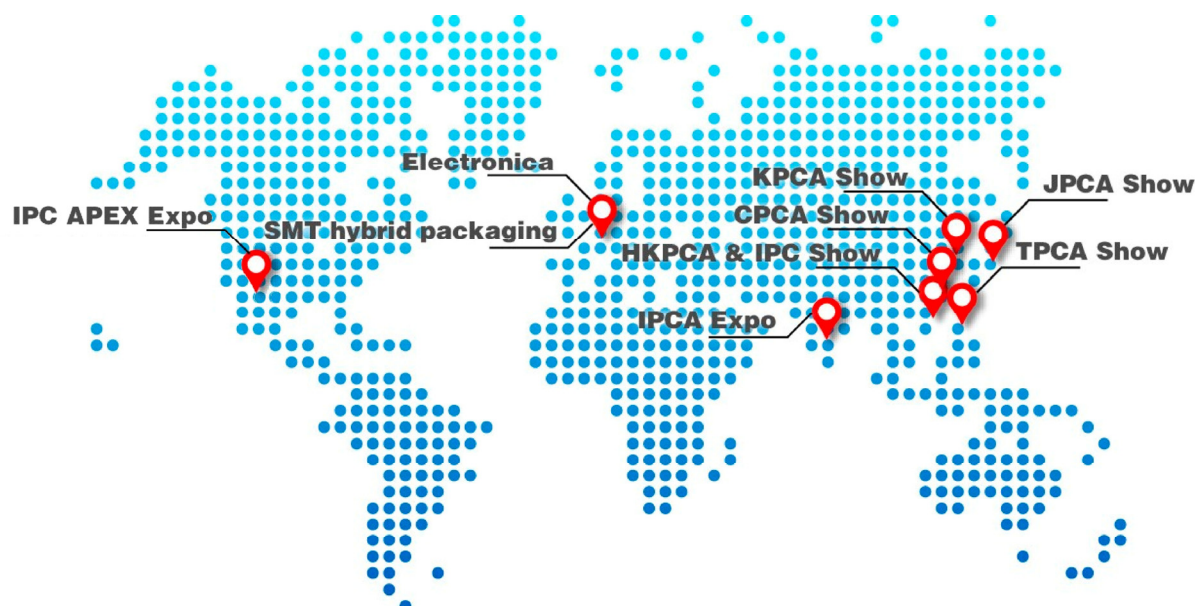 Electronica
KPCA Show
JPCA Show
IPC APEX Expo
CPCA Show
SMT hybrid packaging
HKPCA & IPC Show
TPCA Show
IPCA Expo